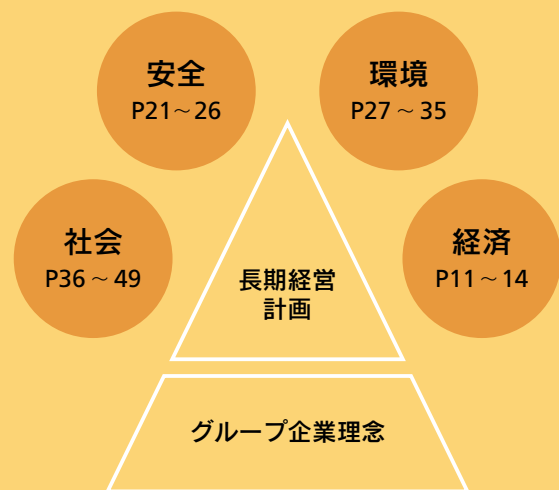 安全
P21～26
環境
P27～35
社会
P36～49
経済
P11～14
長期経営
計画
グループ企業理念